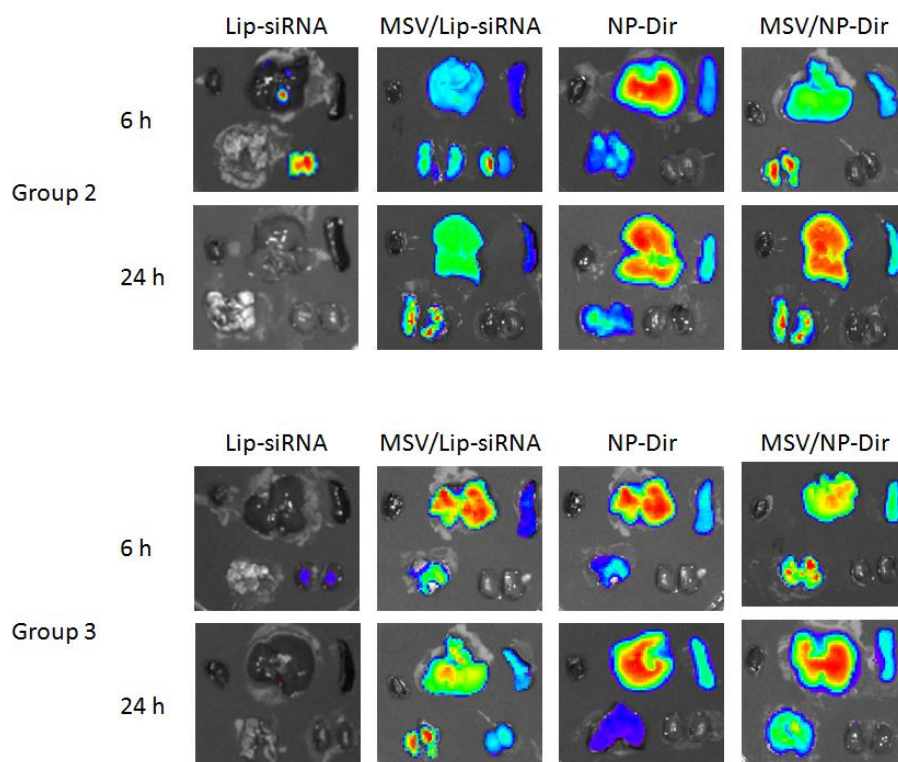 Lip-siRNA MSV/Lip-siRNA NP-Dir MSV/NP-Dir
6 h
Group 2
24 h
Lip-siRNA MSV/Lip-siRNA NP-Dir MSV/NP-Dir
6 h
Group 3
24 h